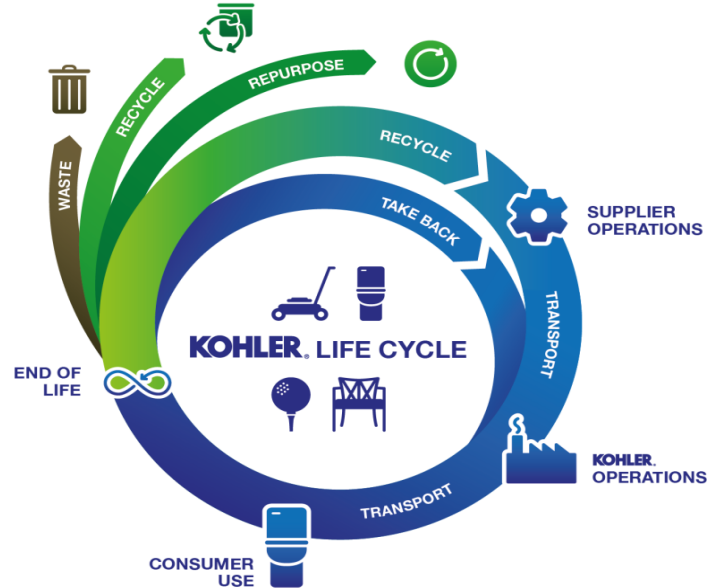 REPURPOSE
RECYCLE
WASTE
RECYCLE
TAKE BACK
SUPPLIER
OPERATIONS
TRANSPORT
KOHLER. LIFE CYCLE
END OF
LIFE
KOHLER.
OPERATIONS
TRANSPORT
CONSUMER
USE